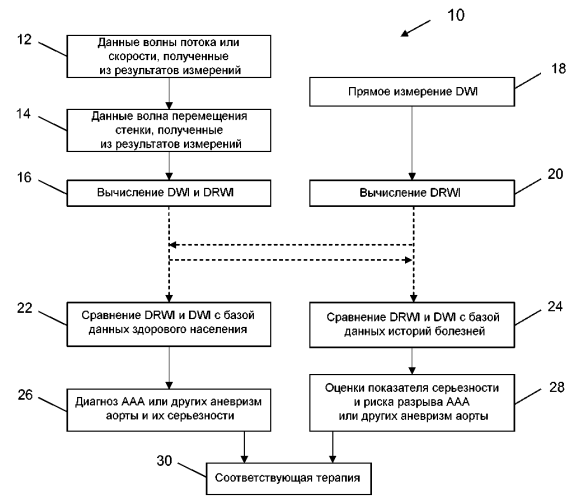 10
12
Данные волны потока или
скорости, полученные
из результатов измерений
18
Прямое измерение DWI
14
Данные волна перемещения
стенки, полученные
из результатов измерений
16
Вычисление DWI и DRWI
20
Вычисление DRWI
22
Сравнение DRWI и DWI с базой
данных здорового населения
24
Сравнение DRWI и DWI с базой
данных историй болезней
26
Диагноз ААА или других аневризм
аорты и их серьезности
28
Оценки показателя серьезности
и риска разрыва ААА
или других аневризм аорты
30
Соответствующая терапия